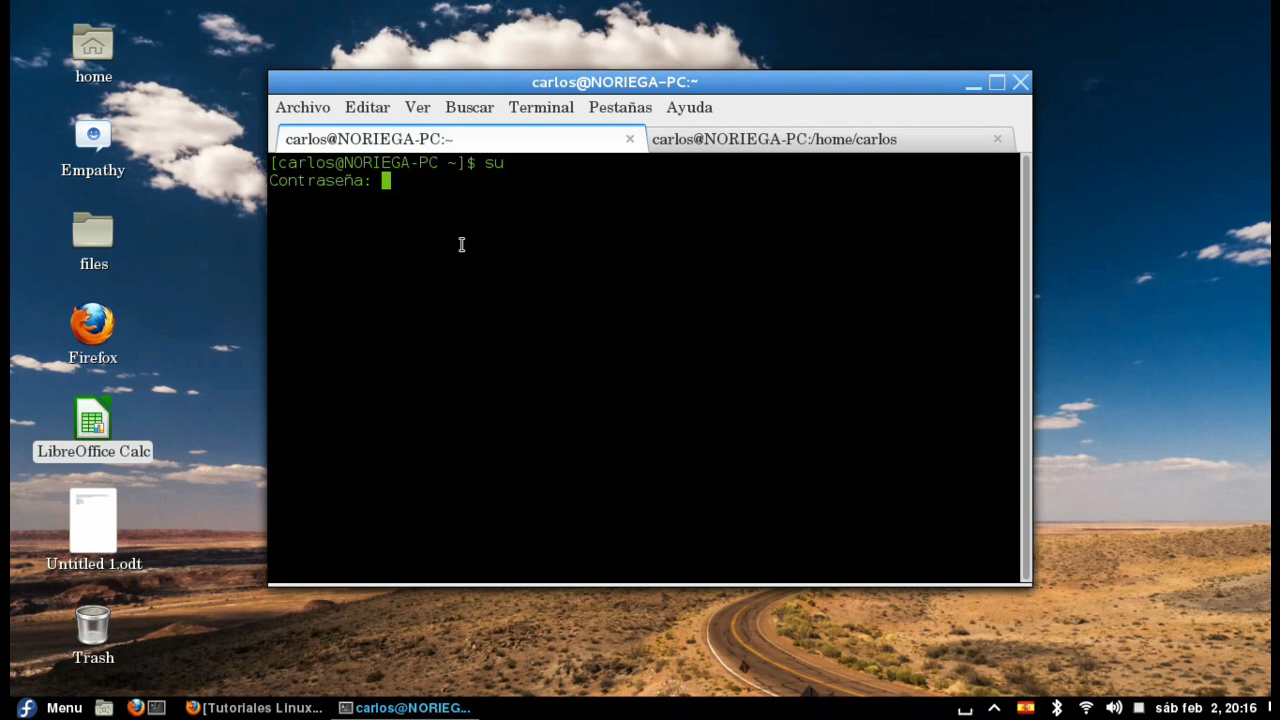 home
Empathy
files
Firefox
LibreOffice Calc
Untitled 1.odt
Trash
carlos@NORIEGA-PC:~
Archivo Editar Ver Buscar Terminal Pestañas Ayuda
carlos@NORIEGA-PC:~ carlos@NORIEGA-PC:/home/carlos
[carlos@NORIEGA-PC ~]$ su
Contraseña:
Menu [Tutoriales LInux... carlos@NORIEG... sáb feb 2, 20:16